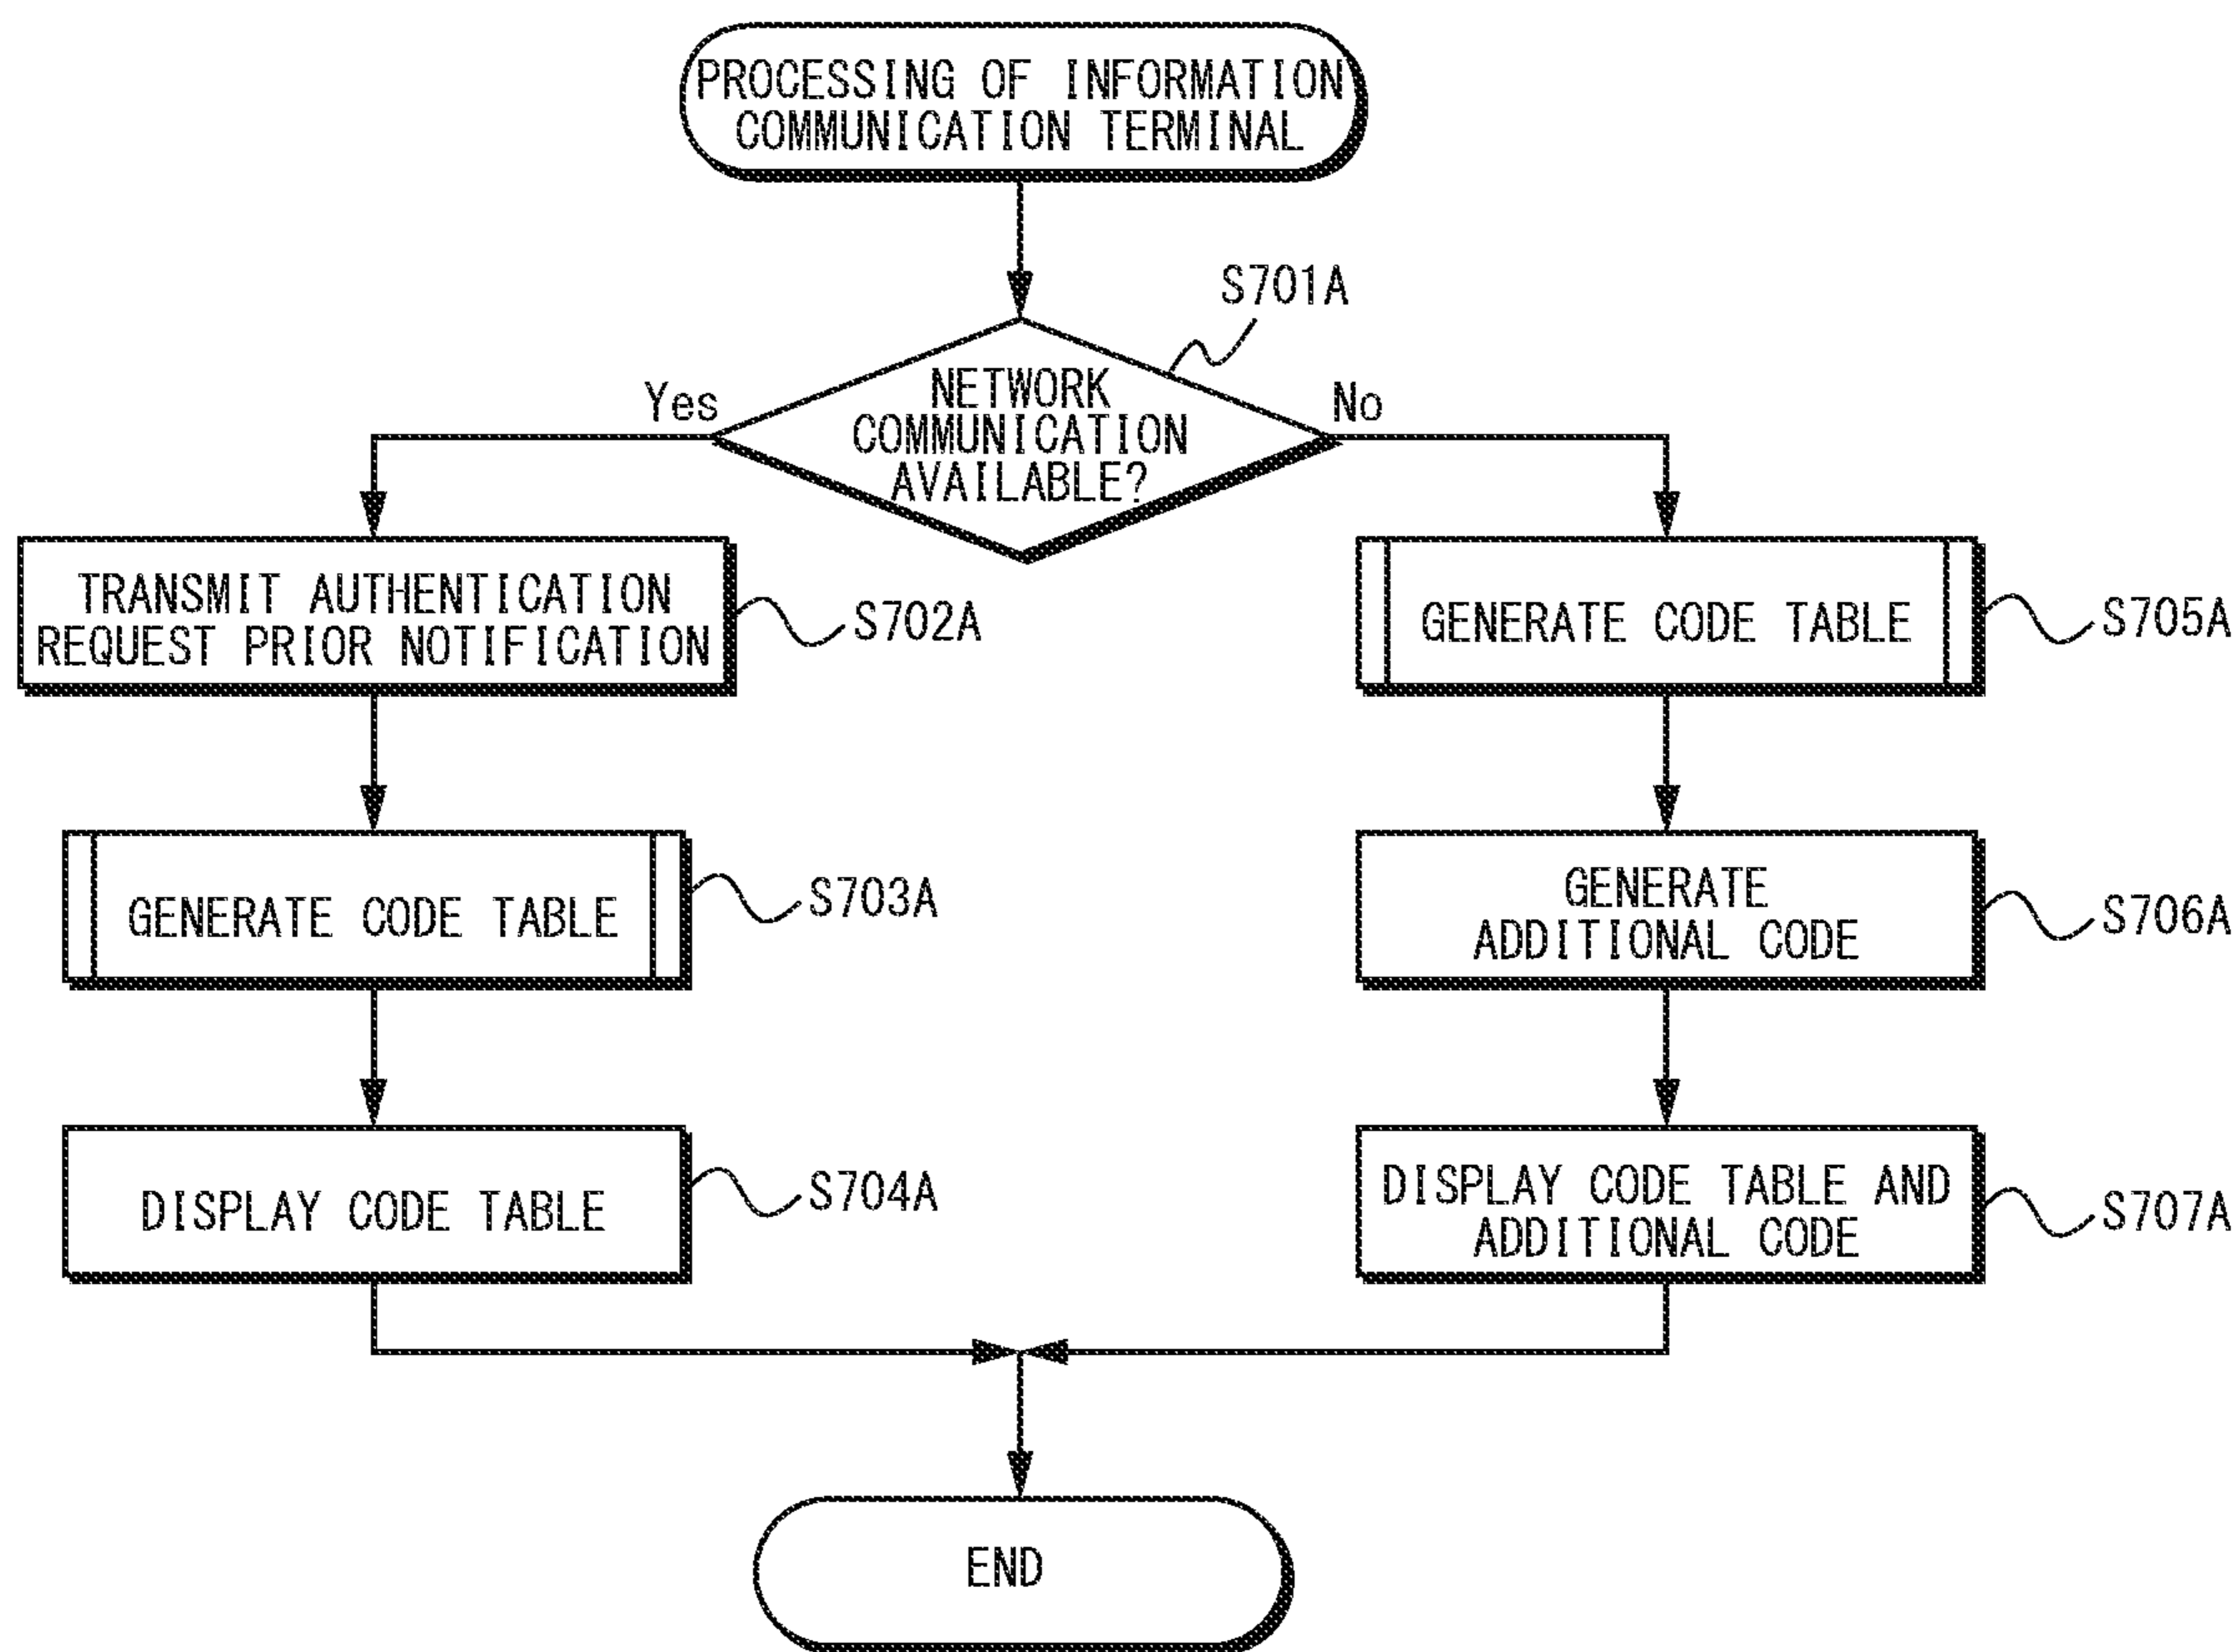 PROCESSING OF INFORMATION
COMMUNICATION TERMINAL
S701A
NETWORK
COMMUNICATION
AVAILABLE?
Yes
No
TRANSMIT AUTHENTICATION
REQUEST PRIOR NOTIFICATION
S702A
GENERATE CODE TABLE
S705A
GENERATE CODE TABLE
S703A
GENERATE
ADDITIONAL CODE
S706A
DISPLAY CODE TABLE
S704A
DISPLAY CODE TABLE AND
ADDITIONAL CODE
S707A
END